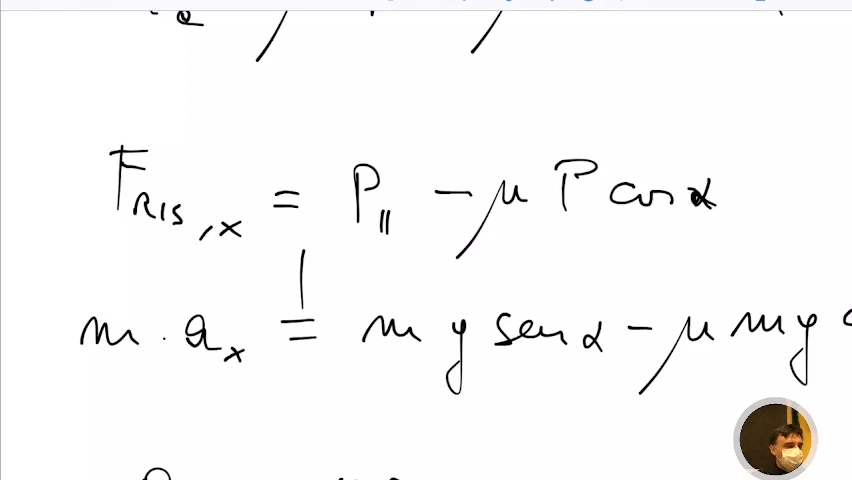 F_RIS,x = P_|| - μ P cos α
m · a_x = m g sen α - μ m g